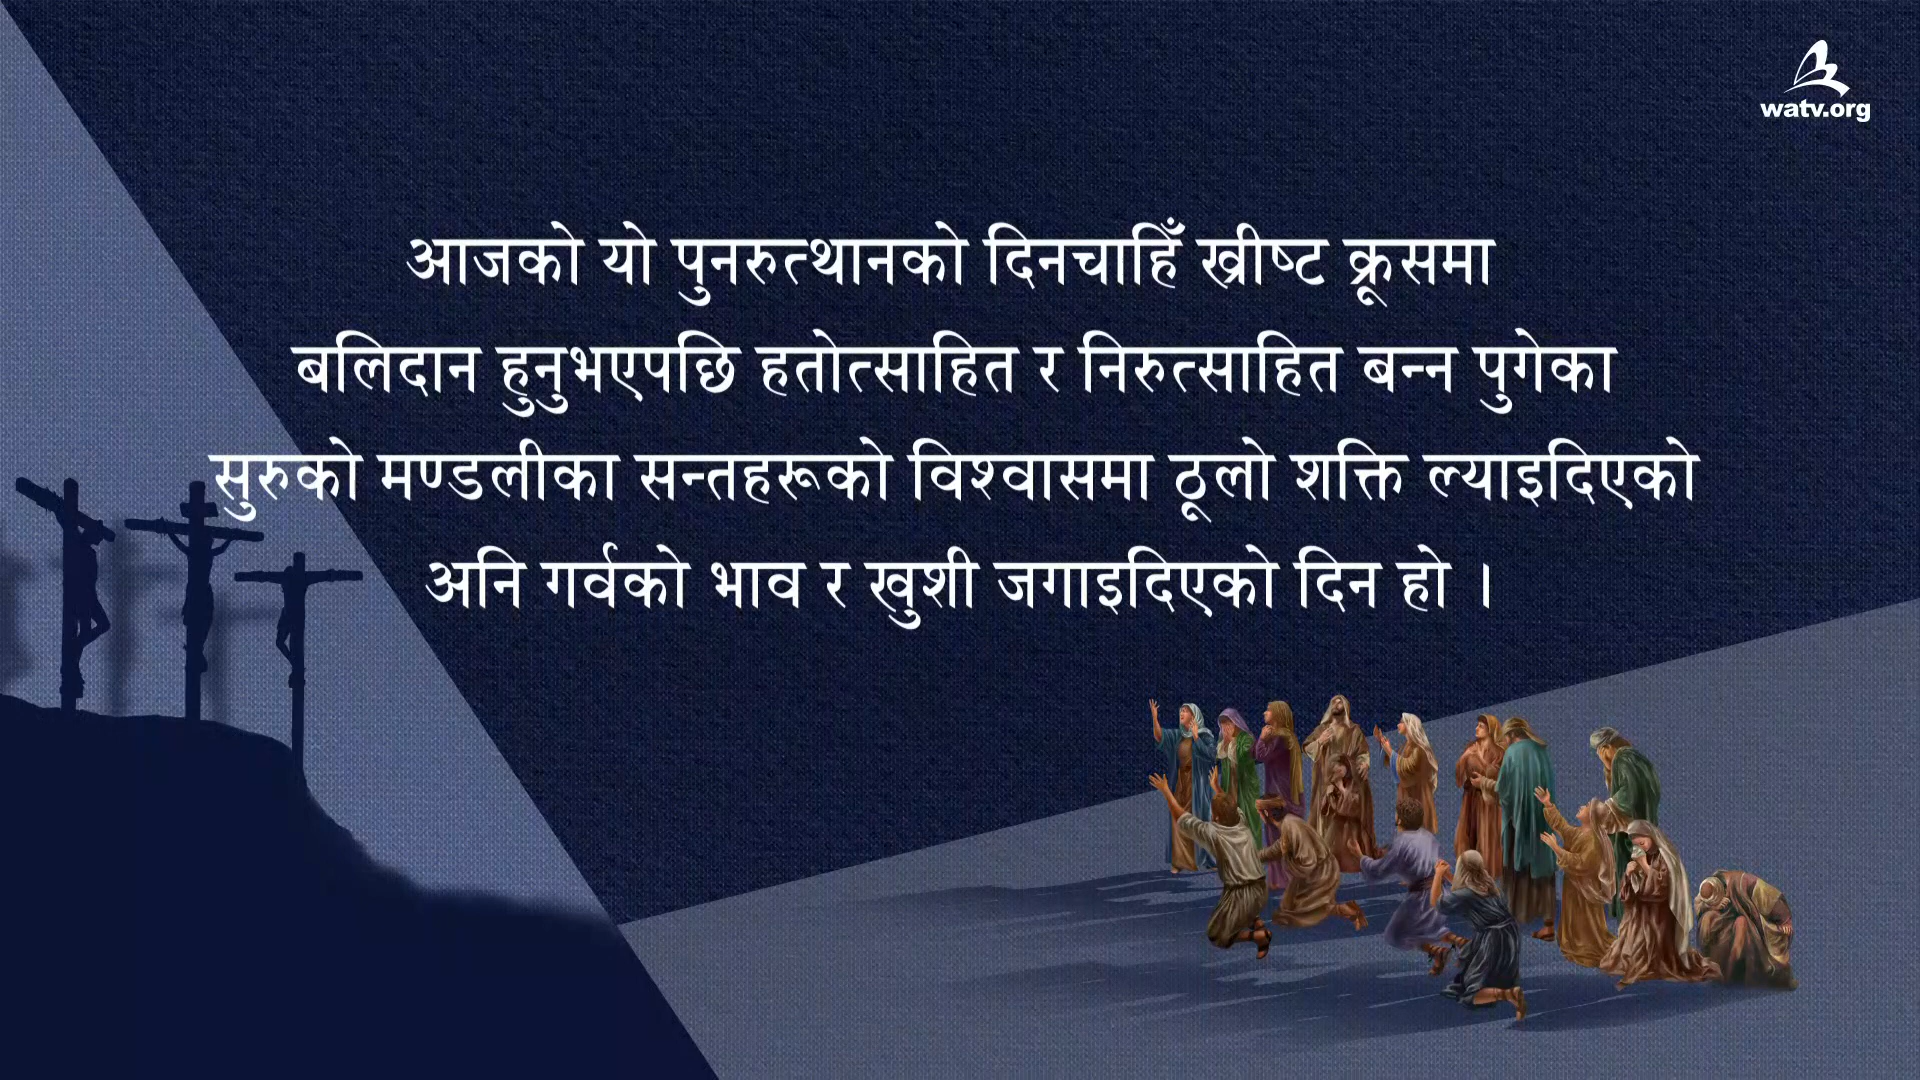 watv.org
आजको यो पुनरुत्थानको दिनचाहिँ ख्रीष्ट क्रूसमा
बलिदान हुनुभएपछि हतोत्साहित र निरुत्साहित बन्न पुगेका
सुरुको मण्डलीका सन्तहरूको विश्वासमा ठूलो शक्ति ल्याइदिएको
अनि गर्वको भाव र खुशी जगाइदिएको दिन हो ।